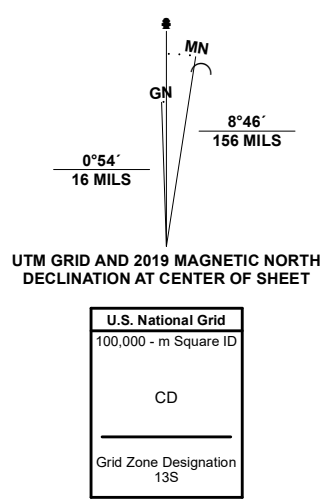 MN
GN
8°46´
156 MILS
0°54´
16 MILS
UTM GRID AND 2019 MAGNETIC NORTH
DECLINATION AT CENTER OF SHEET
U.S. National Grid
100,000 - m Square ID
CD
Grid Zone Designation
13S